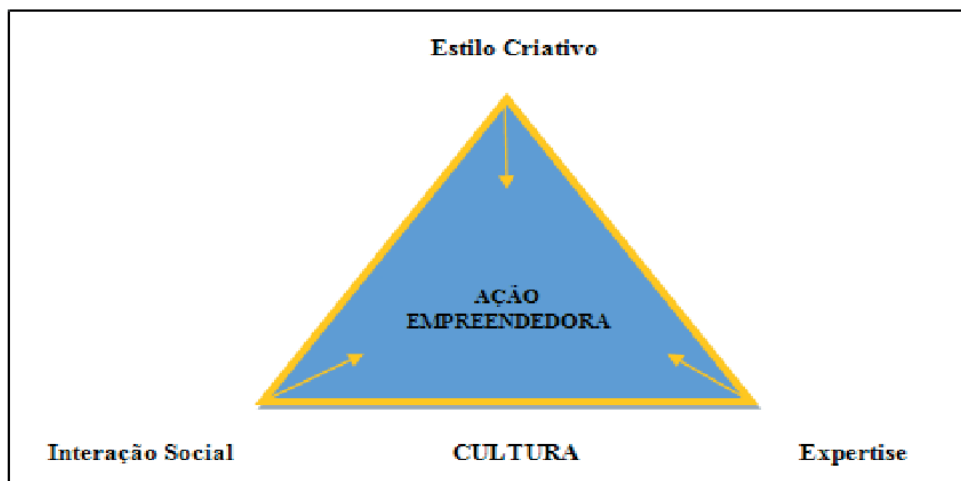 Estilo Criativo
AÇÃO
EMPREENDEDORA
Interação Social
CULTURA
Expertise